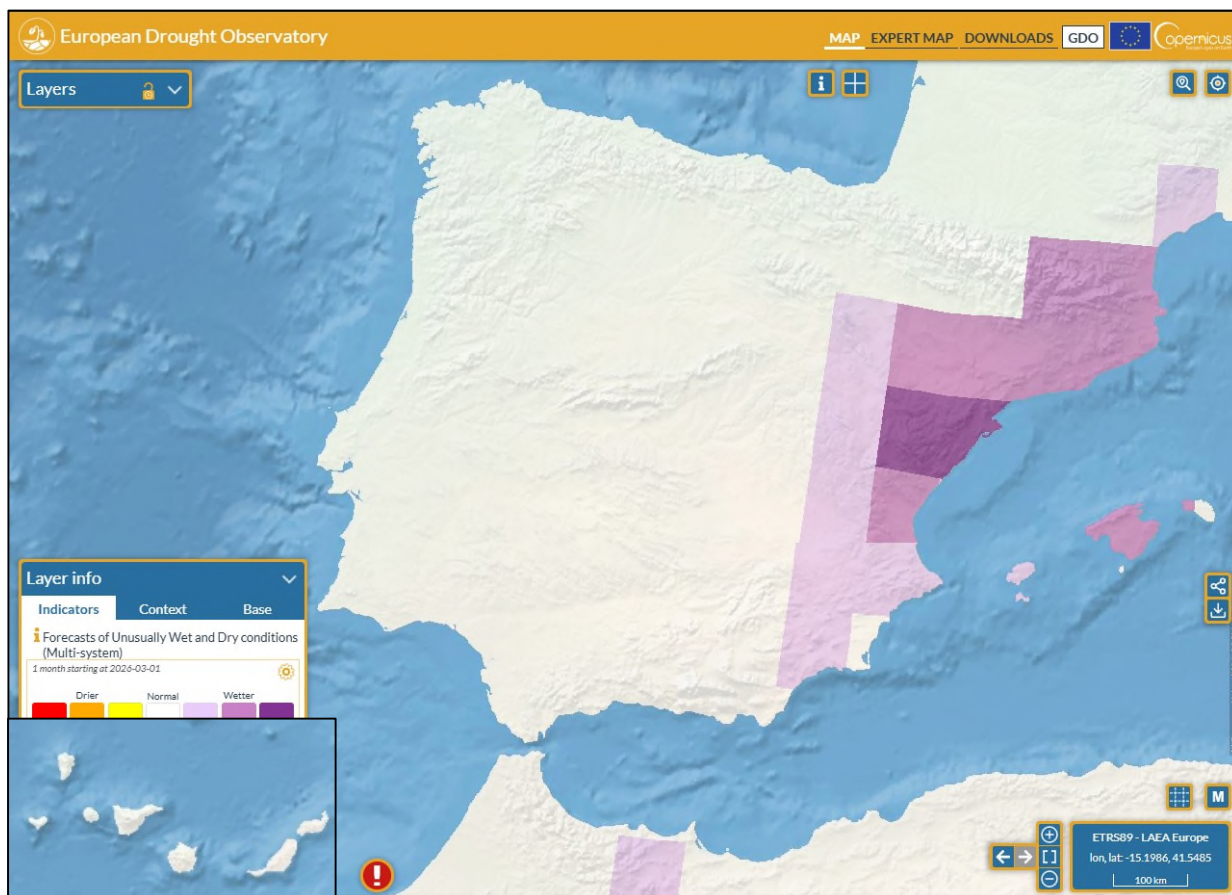 European Drought Observatory
MAP EXPERT MAP DOWNLOADS GDO opernicus
Layers
i
Layer info
Indicators Context Base
Forecasts of Unusually Wet and Dry conditions
(Multi-system)
1 month starting at 2026-03-01
Drier Normal Wetter
M
ETRS89 - LAEA Europe
lon, lat: -15.1986, 41.5485
100 km
!